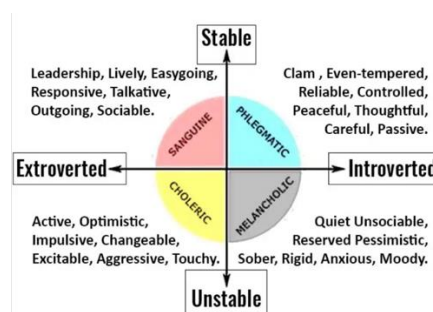 Stable
Leadership, Lively, Easygoing,
Responsive, Talkative,
Outgoing, Sociable.
Clam , Even-tempered,
Reliable, Controlled,
Peaceful, Thoughtful,
Careful, Passive.
SANGUINE
PHLEGMATIC
Extroverted
Introverted
CHOLERIC
MELANCHOLIC
Active, Optimistic,
Impulsive, Changeable,
Excitable, Aggressive, Touchy.
Quiet Unsociable,
Reserved Pessimistic,
Sober, Rigid, Anxious, Moody.
Unstable